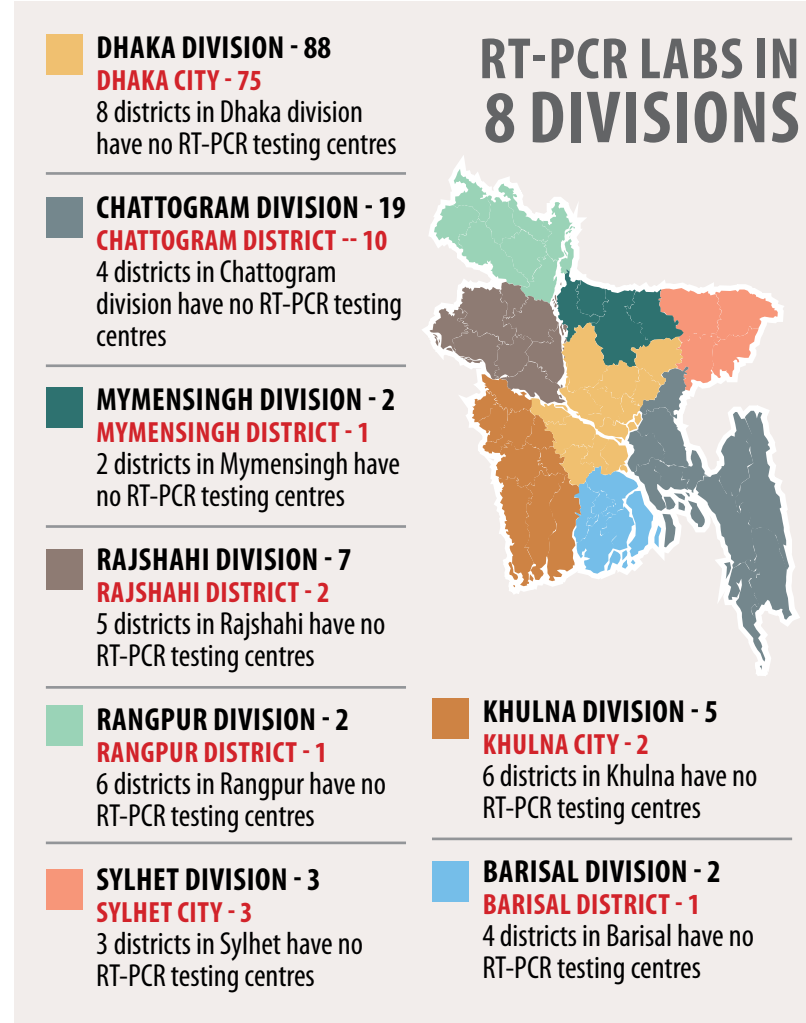 RT-PCR LABS IN
8 DIVISIONS
DHAKA DIVISION - 88
DHAKA CITY - 75
8 districts in Dhaka division
have no RT-PCR testing centres
CHATTOGRAM DIVISION - 19
CHATTOGRAM DISTRICT -- 10
4 districts in Chattogram
division have no RT-PCR testing
centres
MYMENSINGH DIVISION - 2
MYMENSINGH DISTRICT - 1
2 districts in Mymensingh have
no RT-PCR testing centres
RAJSHAHI DIVISION - 7
RAJSHAHI DISTRICT - 2
5 districts in Rajshahi have no
RT-PCR testing centres
RANGPUR DIVISION - 2
RANGPUR DISTRICT - 1
6 districts in Rangpur have no
RT-PCR testing centres
SYLHET DIVISION - 3
SYLHET CITY - 3
3 districts in Sylhet have no
RT-PCR testing centres
KHULNA DIVISION - 5
KHULNA CITY - 2
6 districts in Khulna have no
RT-PCR testing centres
BARISAL DIVISION - 2
BARISAL DISTRICT - 1
4 districts in Barisal have no
RT-PCR testing centres